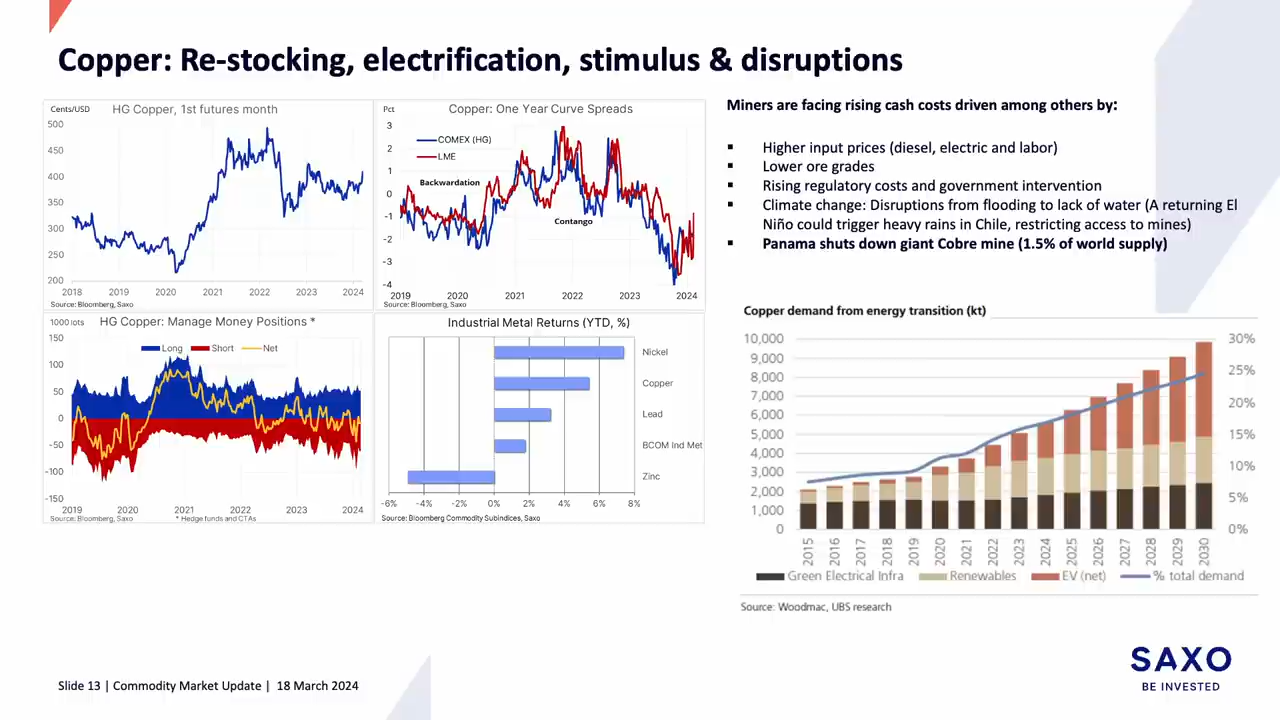 Copper: Re-stocking, electrification, stimulus & disruptions
Cents/USD
HG Copper, 1st futures month
500
450
400
350
300
250
200
2018 2019 2020 2021 2022 2023 2024
Source: Bloomberg, Saxo
Pct
Copper: One Year Curve Spreads
3
2
1
0
-1
-2
-3
-4
COMEX (HG)
LME
Backwardation
Contango
2019 2020 2021 2022 2023 2024
Source: Bloomberg, Saxo
1000 lots
HG Copper: Manage Money Positions *
Long Short Net
150
100
50
0
-50
-100
-150
2019 2020 2021 2022 2023 2024
Source: Bloomberg, Saxo
* Hedge funds and CTAs
Industrial Metal Returns (YTD, %)
Nickel
Copper
Lead
BCOM Ind Met
Zinc
-6% -4% -2% 0% 2% 4% 6% 8%
Source: Bloomberg Commodity Subindices, Saxo
Miners are facing rising cash costs driven among others by:
▪ Higher input prices (diesel, electric and labor)
▪ Lower ore grades
▪ Rising regulatory costs and government intervention
▪ Climate change: Disruptions from flooding to lack of water (A returning El
Niño could trigger heavy rains in Chile, restricting access to mines)
▪ Panama shuts down giant Cobre mine (1.5% of world supply)
Copper demand from energy transition (kt)
10,000
9,000
8,000
7,000
6,000
5,000
4,000
3,000
2,000
1,000
0
30%
25%
20%
15%
10%
5%
0%
2015 2016 2017 2018 2019 2020 2021 2022 2023 2024 2025 2026 2027 2028 2029 2030
Green Electrical Infra Renewables EV (net) % total demand
Source: Woodmac, UBS research
SAXO
BE INVESTED
Slide 13 | Commodity Market Update | 18 March 2024